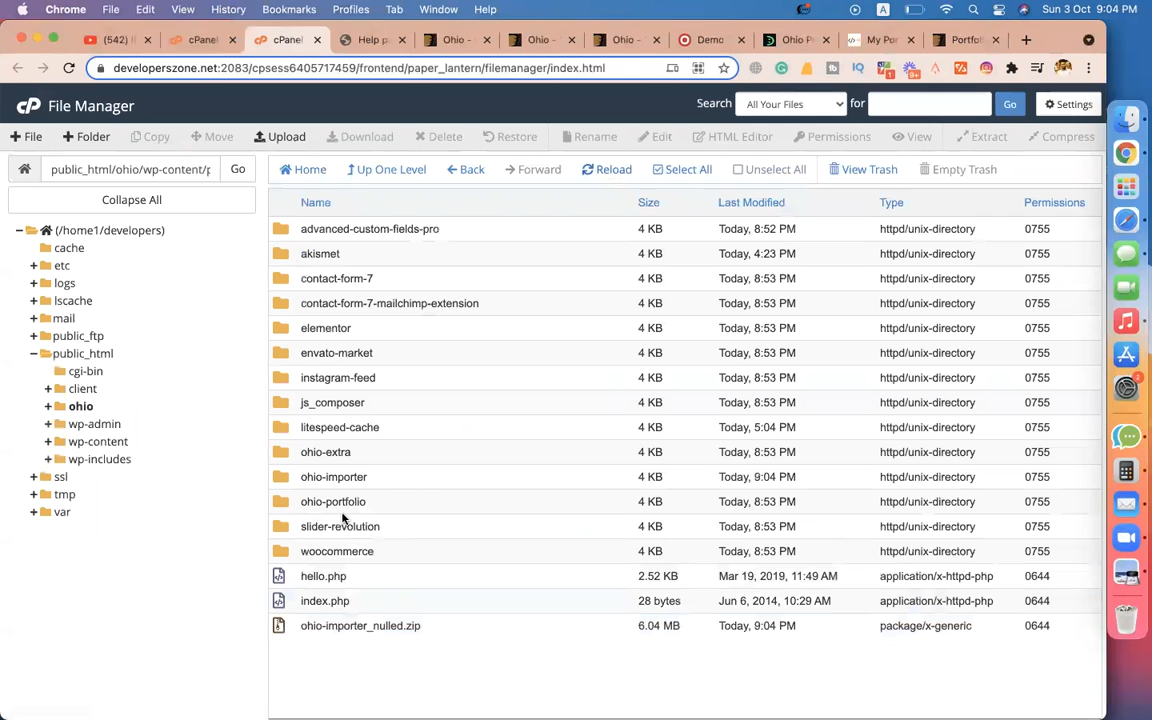 Chrome File Edit View History Bookmarks Profiles Tab Window Help A Sun 3 Oct 9:04 PM
(542) cPanel cPanel Help p Ohio - Ohio - Ohio - Demo Ohio P My Por Portfol
developerszone.net:2083/cpsess6405717459/frontend/paper_lantern/filemanager/index.html
cP File Manager Search All Your Files for Go Settings
File Folder Copy Move Upload Download Delete Restore Rename Edit HTML Editor Permissions View Extract Compress
public_html/ohio/wp-content/p Go Home Up One Level Back Forward Reload Select All Unselect All View Trash Empty Trash
Collapse All
Name Size Last Modified Type Permissions
(/home1/developers)
cache
etc
logs
lscache
mail
public_ftp
public_html
cgi-bin
client
ohio
wp-admin
wp-content
wp-includes
ssl
tmp
var
advanced-custom-fields-pro 4 KB Today, 8:52 PM httpd/unix-directory 0755
akismet 4 KB Today, 4:23 PM httpd/unix-directory 0755
contact-form-7 4 KB Today, 8:53 PM httpd/unix-directory 0755
contact-form-7-mailchimp-extension 4 KB Today, 8:53 PM httpd/unix-directory 0755
elementor 4 KB Today, 8:53 PM httpd/unix-directory 0755
envato-market 4 KB Today, 8:53 PM httpd/unix-directory 0755
instagram-feed 4 KB Today, 8:53 PM httpd/unix-directory 0755
js_composer 4 KB Today, 8:53 PM httpd/unix-directory 0755
litespeed-cache 4 KB Today, 5:04 PM httpd/unix-directory 0755
ohio-extra 4 KB Today, 8:53 PM httpd/unix-directory 0755
ohio-importer 4 KB Today, 9:04 PM httpd/unix-directory 0755
ohio-portfolio 4 KB Today, 8:53 PM httpd/unix-directory 0755
slider-revolution 4 KB Today, 8:53 PM httpd/unix-directory 0755
woocommerce 4 KB Today, 8:53 PM httpd/unix-directory 0755
hello.php 2.52 KB Mar 19, 2019, 11:49 AM application/x-httpd-php 0644
index.php 28 bytes Jun 6, 2014, 10:29 AM application/x-httpd-php 0644
ohio-importer_nulled.zip 6.04 MB Today, 9:04 PM package/x-generic 0644